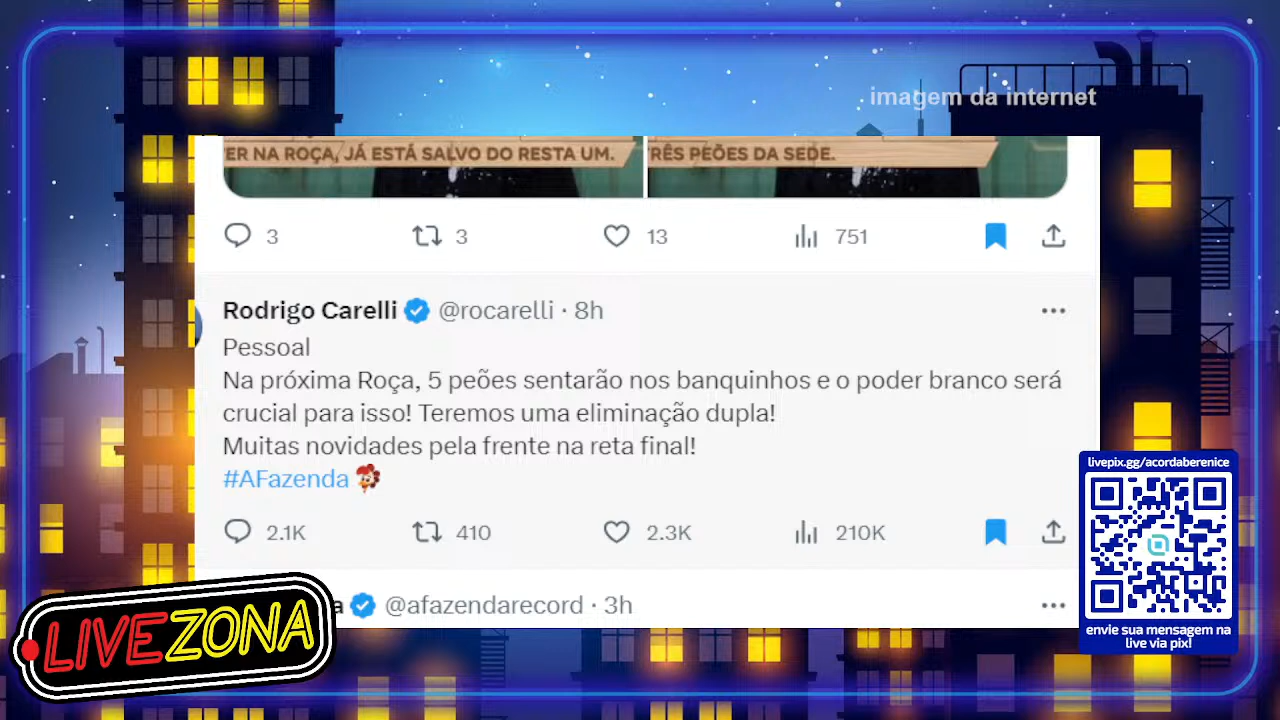 imagem da internet
ER NA ROÇA, JÁ ESTÁ SALVO DO RESTA UM.
TRÊS PEÕES DA SEDE.
3 3 13 751
Rodrigo Carelli @rocarelli · 8h
Pessoal
Na próxima Roça, 5 peões sentarão nos banquinhos e o poder branco será
crucial para isso! Teremos uma eliminação dupla!
Muitas novidades pela frente na reta final!
#AFazenda
2.1K 410 2.3K 210K
a @afazendarecord · 3h
livepix.gg/acordaberenice
envie sua mensagem na
live via pix!
LIVEZONA